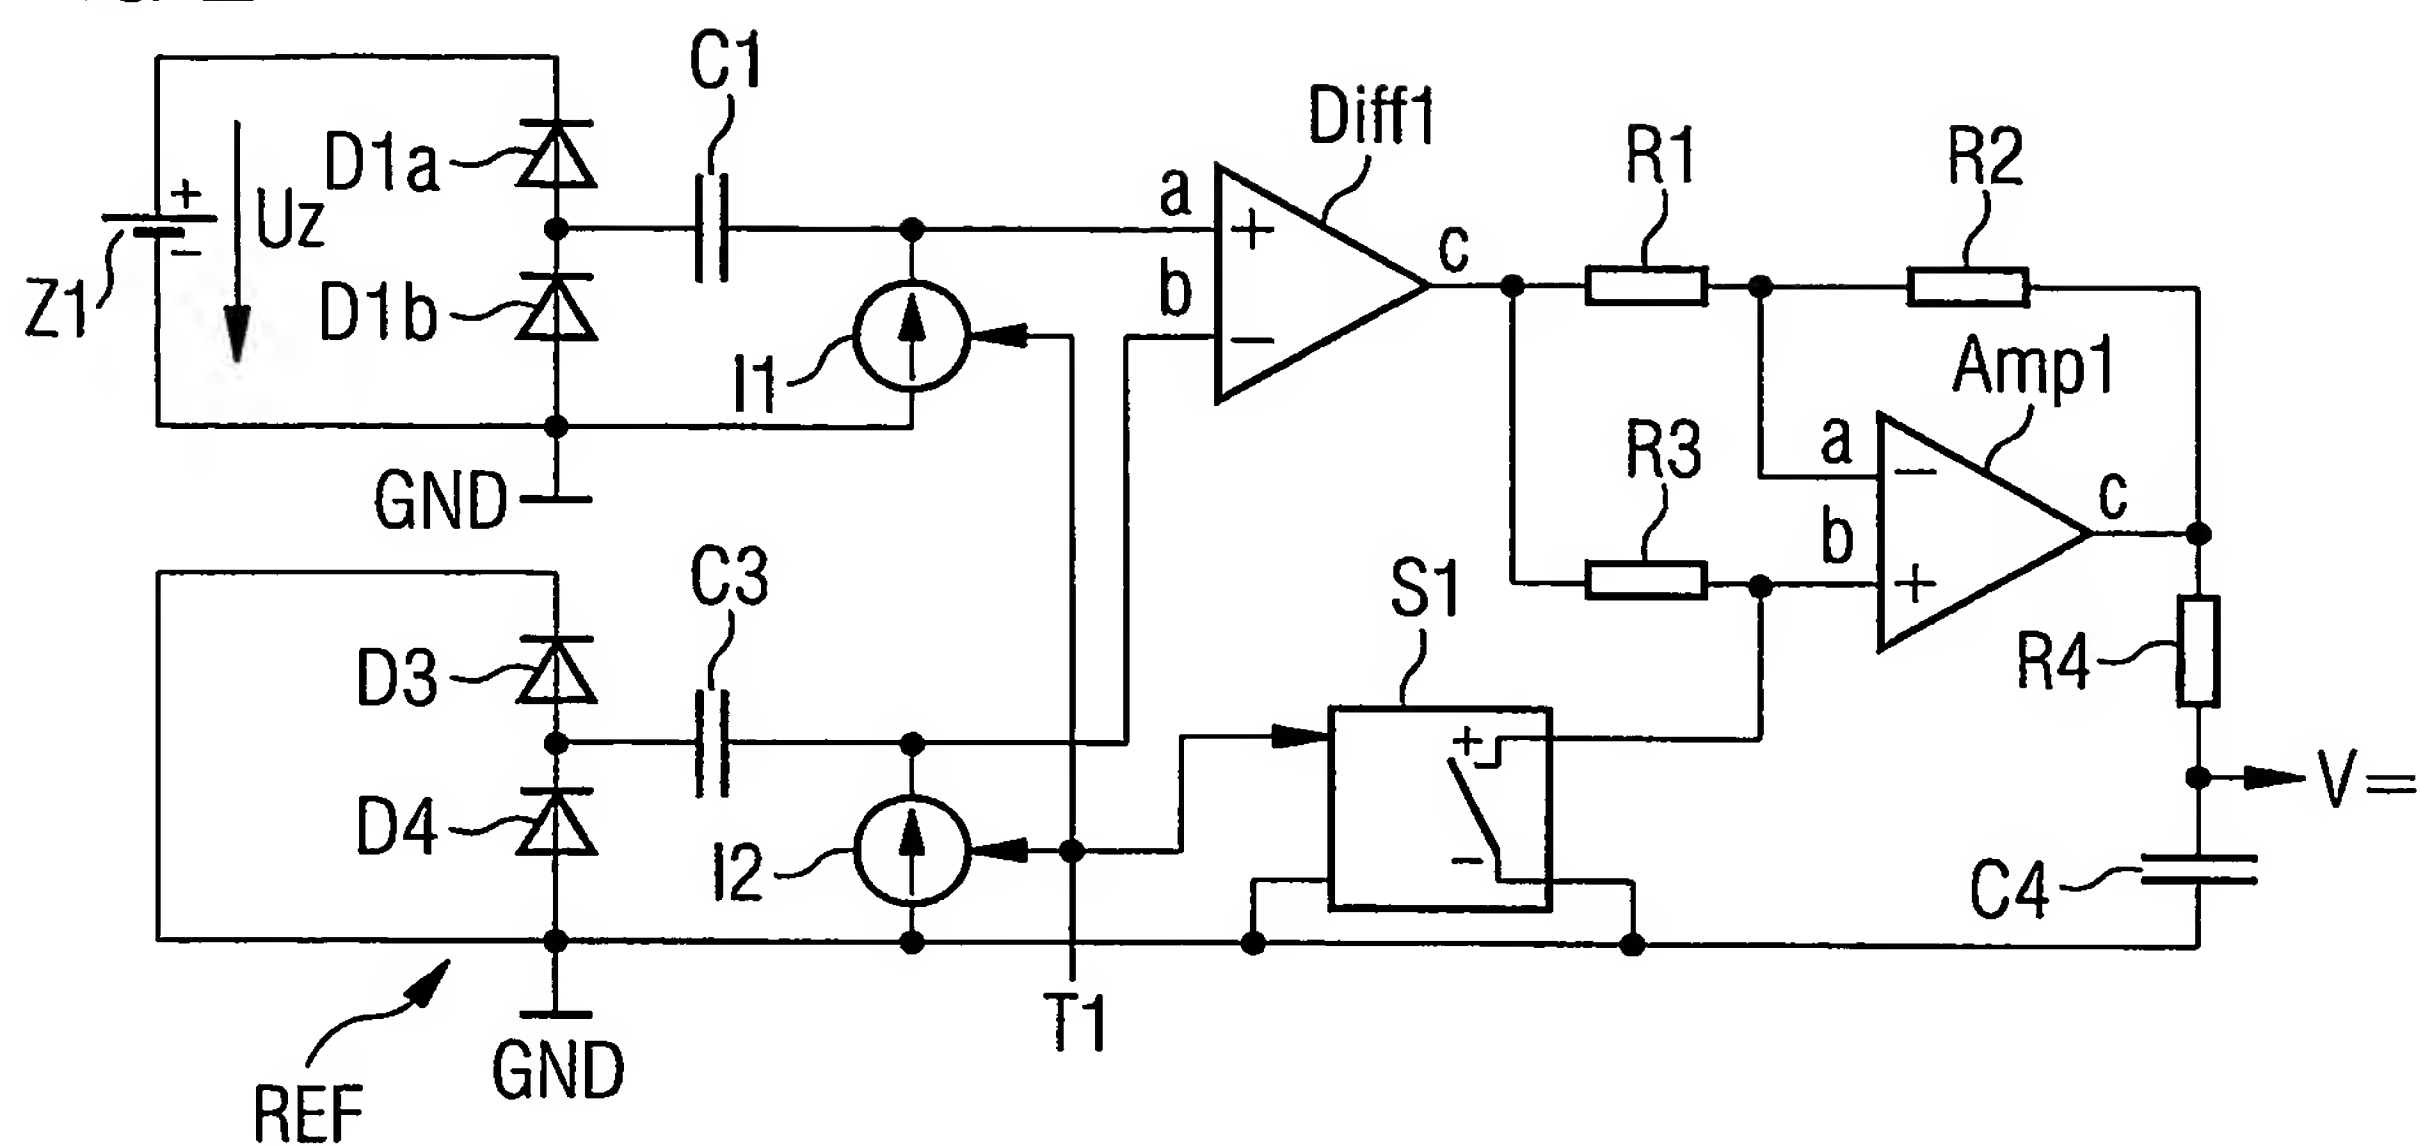 C1
Diff1
D1a
R1
R2
a
+
+
Uz
c
−
b
Z1
D1b
−
Amp1
I1
a
−
R3
c
GND
b
C3
S1
+
D3
R4
+
V=
D4
I2
−
C4
T1
GND
REF